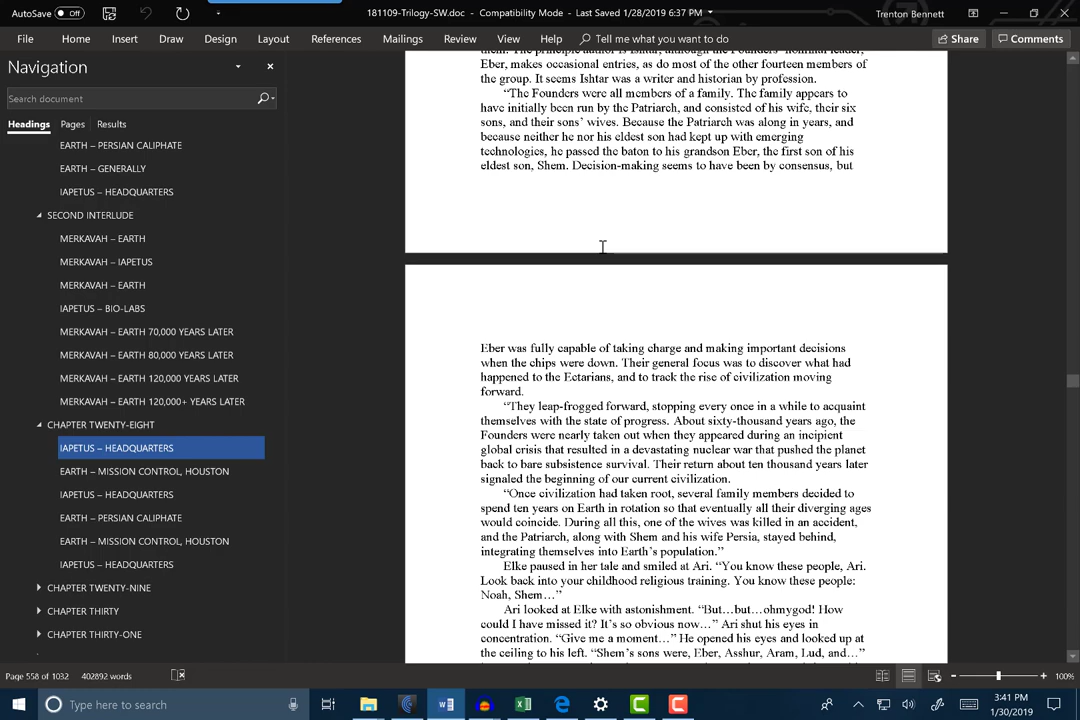 AutoSave Off
181109-Trilogy-SW.doc - Compatibility Mode - Last Saved 1/28/2019 6:37 PM
Trenton Bennett
File Home Insert Draw Design Layout References Mailings Review View Help Tell me what you want to do Share Comments
Navigation
Search document
Headings Pages Results
EARTH – PERSIAN CALIPHATE
EARTH – GENERALLY
IAPETUS – HEADQUARTERS
SECOND INTERLUDE
MERKAVAH – EARTH
MERKAVAH – IAPETUS
MERKAVAH – EARTH
IAPETUS – BIO-LABS
MERKAVAH – EARTH 70,000 YEARS LATER
MERKAVAH – EARTH 80,000 YEARS LATER
MERKAVAH – EARTH 120,000 YEARS LATER
MERKAVAH – EARTH 120,000+ YEARS LATER
CHAPTER TWENTY-EIGHT
IAPETUS – HEADQUARTERS
EARTH – MISSION CONTROL, HOUSTON
IAPETUS – HEADQUARTERS
EARTH – PERSIAN CALIPHATE
EARTH – MISSION CONTROL, HOUSTON
IAPETUS – HEADQUARTERS
CHAPTER TWENTY-NINE
CHAPTER THIRTY
CHAPTER THIRTY-ONE
them. The principle author is Ishtar, although the Founders' nominal leader,
Eber, makes occasional entries, as do most of the other fourteen members of
the group. It seems Ishtar was a writer and historian by profession.
“The Founders were all members of a family. The family appears to
have initially been run by the Patriarch, and consisted of his wife, their six
sons, and their sons’ wives. Because the Patriarch was along in years, and
because neither he nor his eldest son had kept up with emerging
technologies, he passed the baton to his grandson Eber, the first son of his
eldest son, Shem. Decision-making seems to have been by consensus, but
Eber was fully capable of taking charge and making important decisions
when the chips were down. Their general focus was to discover what had
happened to the Ectarians, and to track the rise of civilization moving
forward.
“They leap-frogged forward, stopping every once in a while to acquaint
themselves with the state of progress. About sixty-thousand years ago, the
Founders were nearly taken out when they appeared during an incipient
global crisis that resulted in a devastating nuclear war that pushed the planet
back to bare subsistence survival. Their return about ten thousand years later
signaled the beginning of our current civilization.
“Once civilization had taken root, several family members decided to
spend ten years on Earth in rotation so that eventually all their diverging ages
would coincide. During all this, one of the wives was killed in an accident,
and the Patriarch, along with Shem and his wife Persia, stayed behind,
integrating themselves into Earth’s population.”
Elke paused in her tale and smiled at Ari. “You know these people, Ari.
Look back into your childhood religious training. You know these people:
Noah, Shem…”
Ari looked at Elke with astonishment. “But…but…ohmygod! How
could I have missed it? It’s so obvious now…” Ari shut his eyes in
concentration. “Give me a moment…” He opened his eyes and looked up at
the ceiling to his left. “Shem’s sons were, Eber, Asshur, Aram, Lud, and…”
Page 558 of 1032 402892 words
100%
Type here to search
3:41 PM
1/30/2019